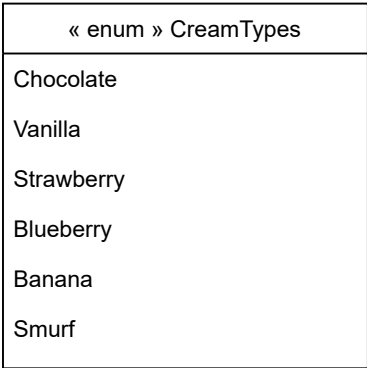 « enum » CreamTypes
Chocolate
Vanilla
Strawberry
Blueberry
Banana
Smurf